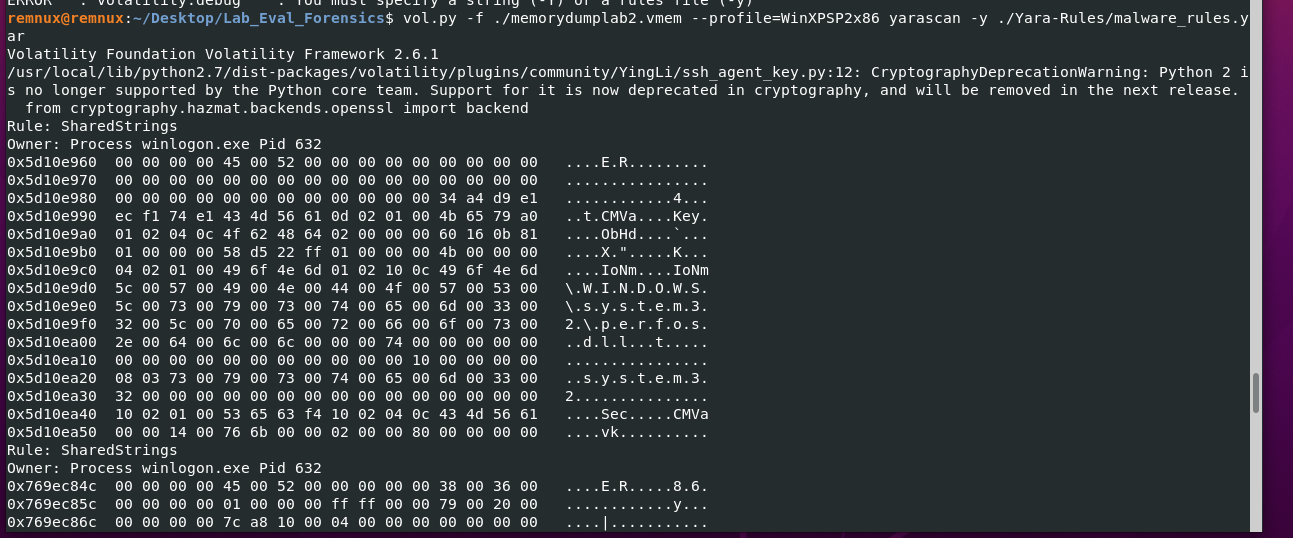 ERROR   : volatility.debug    : You must specify a string (-Y) or a rules file (-y)
remnux@remnux:~/Desktop/Lab_Eval_Forensics$ vol.py -f ./memorydumplab2.vmem --profile=WinXPSP2x86 yarascan -y ./Yara-Rules/malware_rules.y
ar
Volatility Foundation Volatility Framework 2.6.1
/usr/local/lib/python2.7/dist-packages/volatility/plugins/community/YingLi/ssh_agent_key.py:12: CryptographyDeprecationWarning: Python 2 i
s no longer supported by the Python core team. Support for it is now deprecated in cryptography, and will be removed in the next release.
  from cryptography.hazmat.backends.openssl import backend
Rule: SharedStrings
Owner: Process winlogon.exe Pid 632
0x5d10e960  00 00 00 00 45 00 52 00 00 00 00 00 00 00 00 00   ....E.R.........
0x5d10e970  00 00 00 00 00 00 00 00 00 00 00 00 00 00 00 00   ................
0x5d10e980  00 00 00 00 00 00 00 00 00 00 00 00 34 a4 d9 e1   ............4...
0x5d10e990  ec f1 74 e1 43 4d 56 61 0d 02 01 00 4b 65 79 a0   ..t.CMVa....Key.
0x5d10e9a0  01 02 04 0c 4f 62 48 64 02 00 00 00 60 16 0b 81   ....ObHd....`...
0x5d10e9b0  01 00 00 00 58 d5 22 ff 01 00 00 00 4b 00 00 00   ....X.".....K...
0x5d10e9c0  04 02 01 00 49 6f 4e 6d 01 02 10 0c 49 6f 4e 6d   ....IoNm....IoNm
0x5d10e9d0  5c 00 57 00 49 00 4e 00 44 00 4f 00 57 00 53 00   \.W.I.N.D.O.W.S.
0x5d10e9e0  5c 00 73 00 79 00 73 00 74 00 65 00 6d 00 33 00   \.s.y.s.t.e.m.3.
0x5d10e9f0  32 00 5c 00 70 00 65 00 72 00 66 00 6f 00 73 00   2.\.p.e.r.f.o.s.
0x5d10ea00  2e 00 64 00 6c 00 6c 00 00 00 74 00 00 00 00 00   ..d.l.l...t.....
0x5d10ea10  00 00 00 00 00 00 00 00 00 00 00 10 00 00 00 00   ................
0x5d10ea20  08 03 73 00 79 00 73 00 74 00 65 00 6d 00 33 00   ..s.y.s.t.e.m.3.
0x5d10ea30  32 00 00 00 00 00 00 00 00 00 00 00 00 00 00 00   2...............
0x5d10ea40  10 02 01 00 53 65 63 f4 10 02 04 0c 43 4d 56 61   ....Sec.....CMVa
0x5d10ea50  00 00 14 00 76 6b 00 00 02 00 00 80 00 00 00 00   ....vk..........
Rule: SharedStrings
Owner: Process winlogon.exe Pid 632
0x769ec84c  00 00 00 00 45 00 52 00 00 00 00 00 38 00 36 00   ....E.R.....8.6.
0x769ec85c  00 00 00 00 01 00 00 00 ff ff 00 00 79 00 20 00   ............y...
0x769ec86c  00 00 00 00 7c a8 10 00 04 00 00 00 00 00 00 00   ....|...........